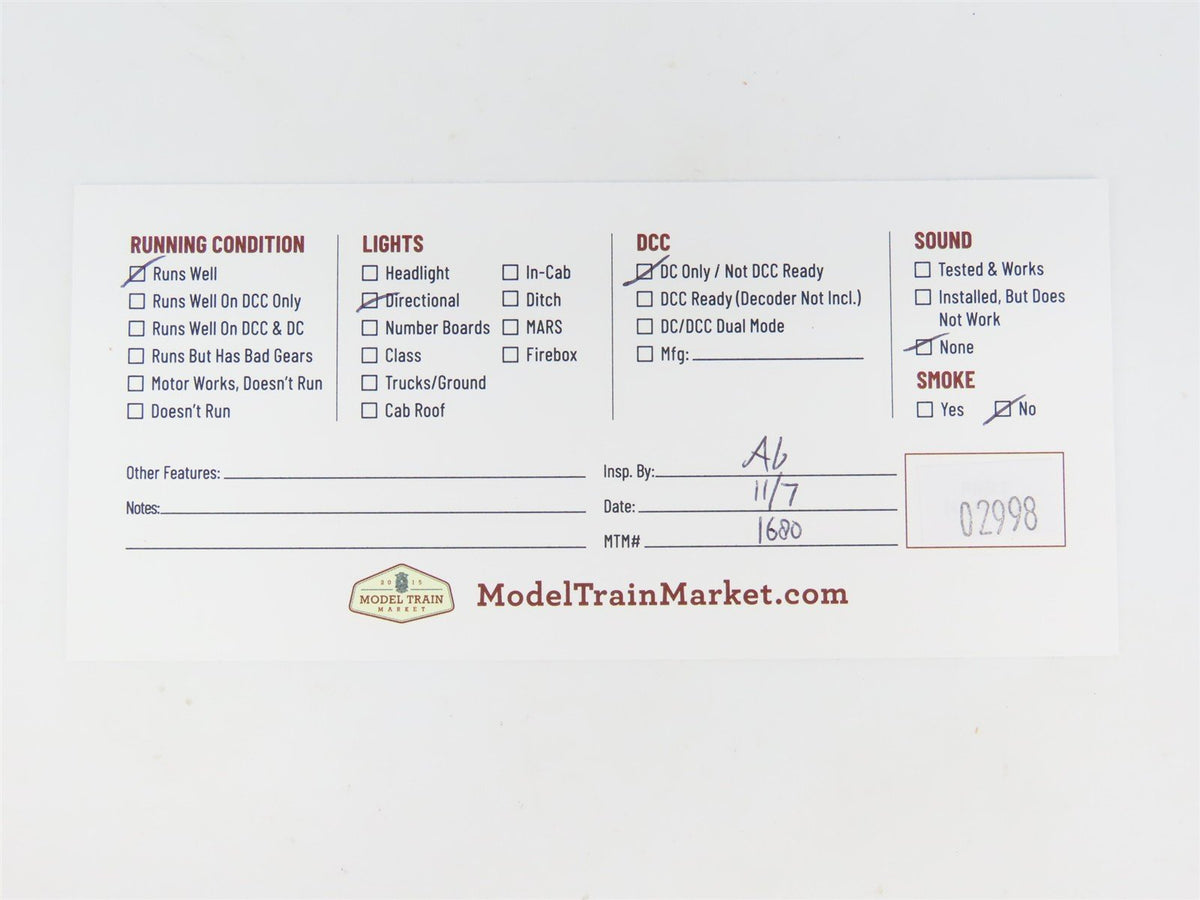 RUNNING CONDITION
Runs Well
Runs Well On DCC Only
Runs Well On DCC & DC
Runs But Has Bad Gears
Motor Works, Doesn't Run
Doesn't Run
LIGHTS
Headlight
Directional
Number Boards
Class
Trucks/Ground
Cab Roof
In-Cab
Ditch
MARS
Firebox
DCC
DC Only / Not DCC Ready
DCC Ready (Decoder Not Incl.)
DC/DCC Dual Mode
Mfg:
SOUND
Tested & Works
Installed, But Does
Not Work
None
SMOKE
Yes No
Other Features:
Notes:
Insp. By: Ab
Date: 11/7
MTM# 1680
02998
2015
MODEL TRAIN
MARKET
ModelTrainMarket.com